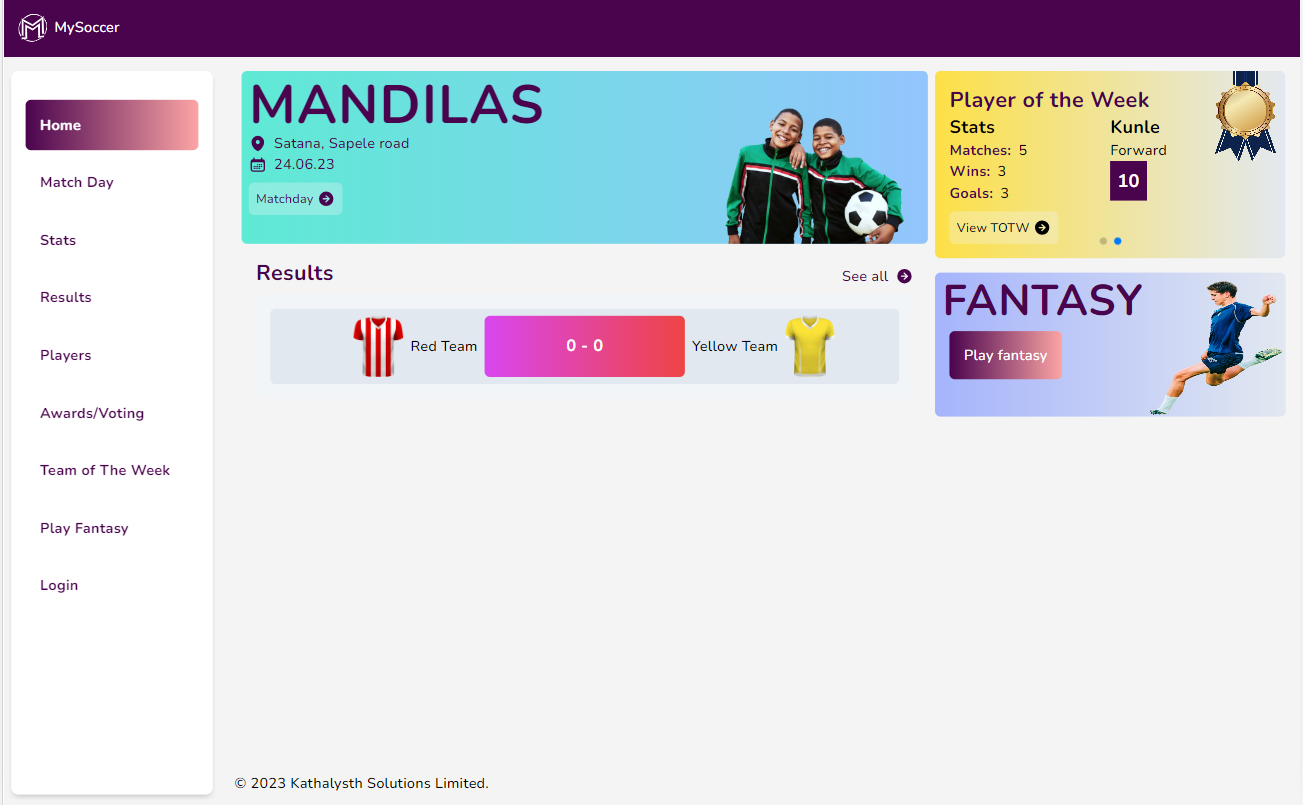 MySoccer
Home
Match Day
Stats
Results
Players
Awards/Voting
Team of The Week
Play Fantasy
Login
MANDILAS
Satana, Sapele road
24.06.23
Matchday
Results
See all
Red Team
0 - 0
Yellow Team
Player of the Week
Stats
Matches: 5
Wins: 3
Goals: 3
Kunle
Forward
10
View TOTW
FANTASY
Play fantasy
© 2023 Kathalysth Solutions Limited.